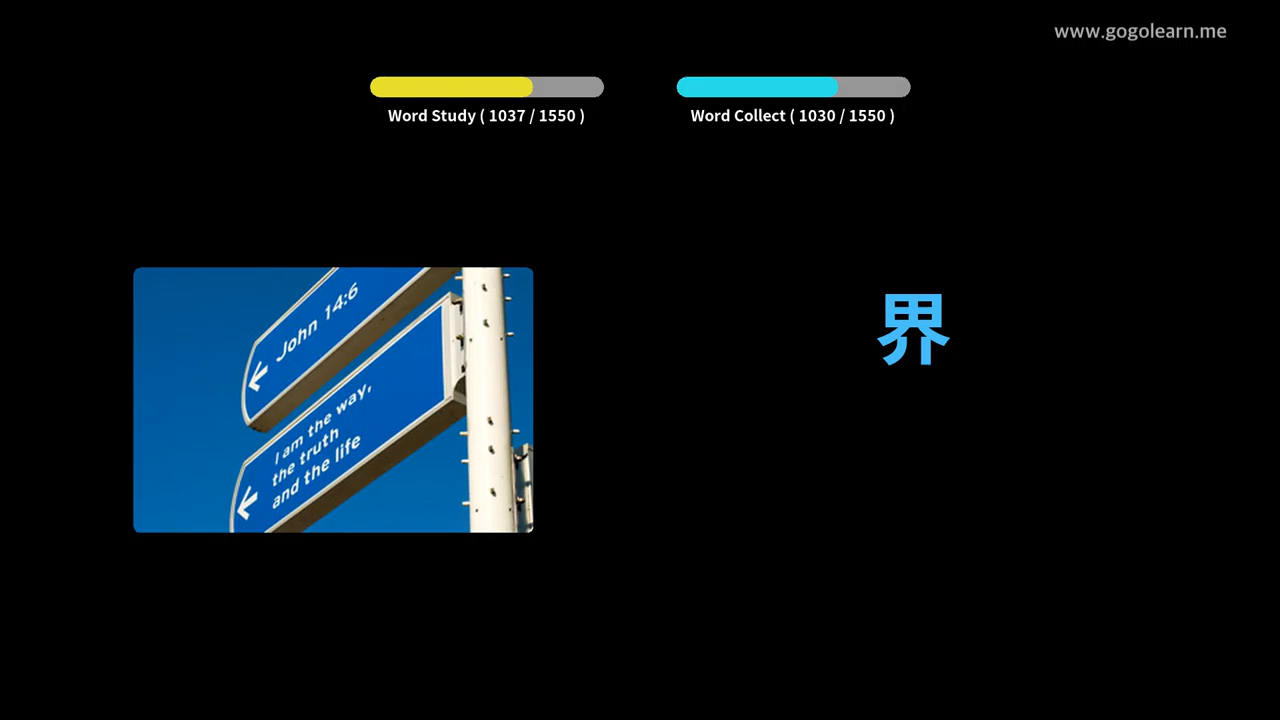 www.gogolearn.me
Word Study ( 1037 / 1550 )
Word Collect ( 1030 / 1550 )
John 14:6
I am the way,
the truth
and the life
界